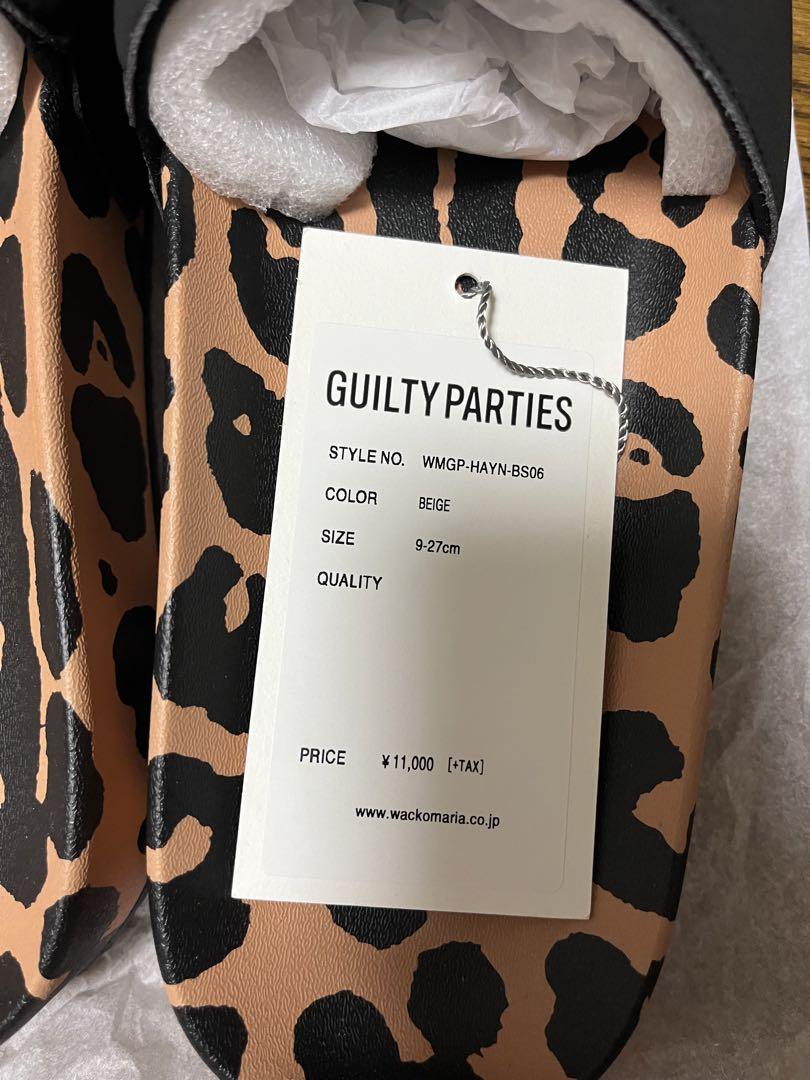 GUILTY PARTIES
STYLE NO. WMGP-HAYN-BS06
COLOR BEIGE
SIZE 9-27cm
QUALITY
PRICE ¥11,000 [+TAX]
www.wackomaria.co.jp